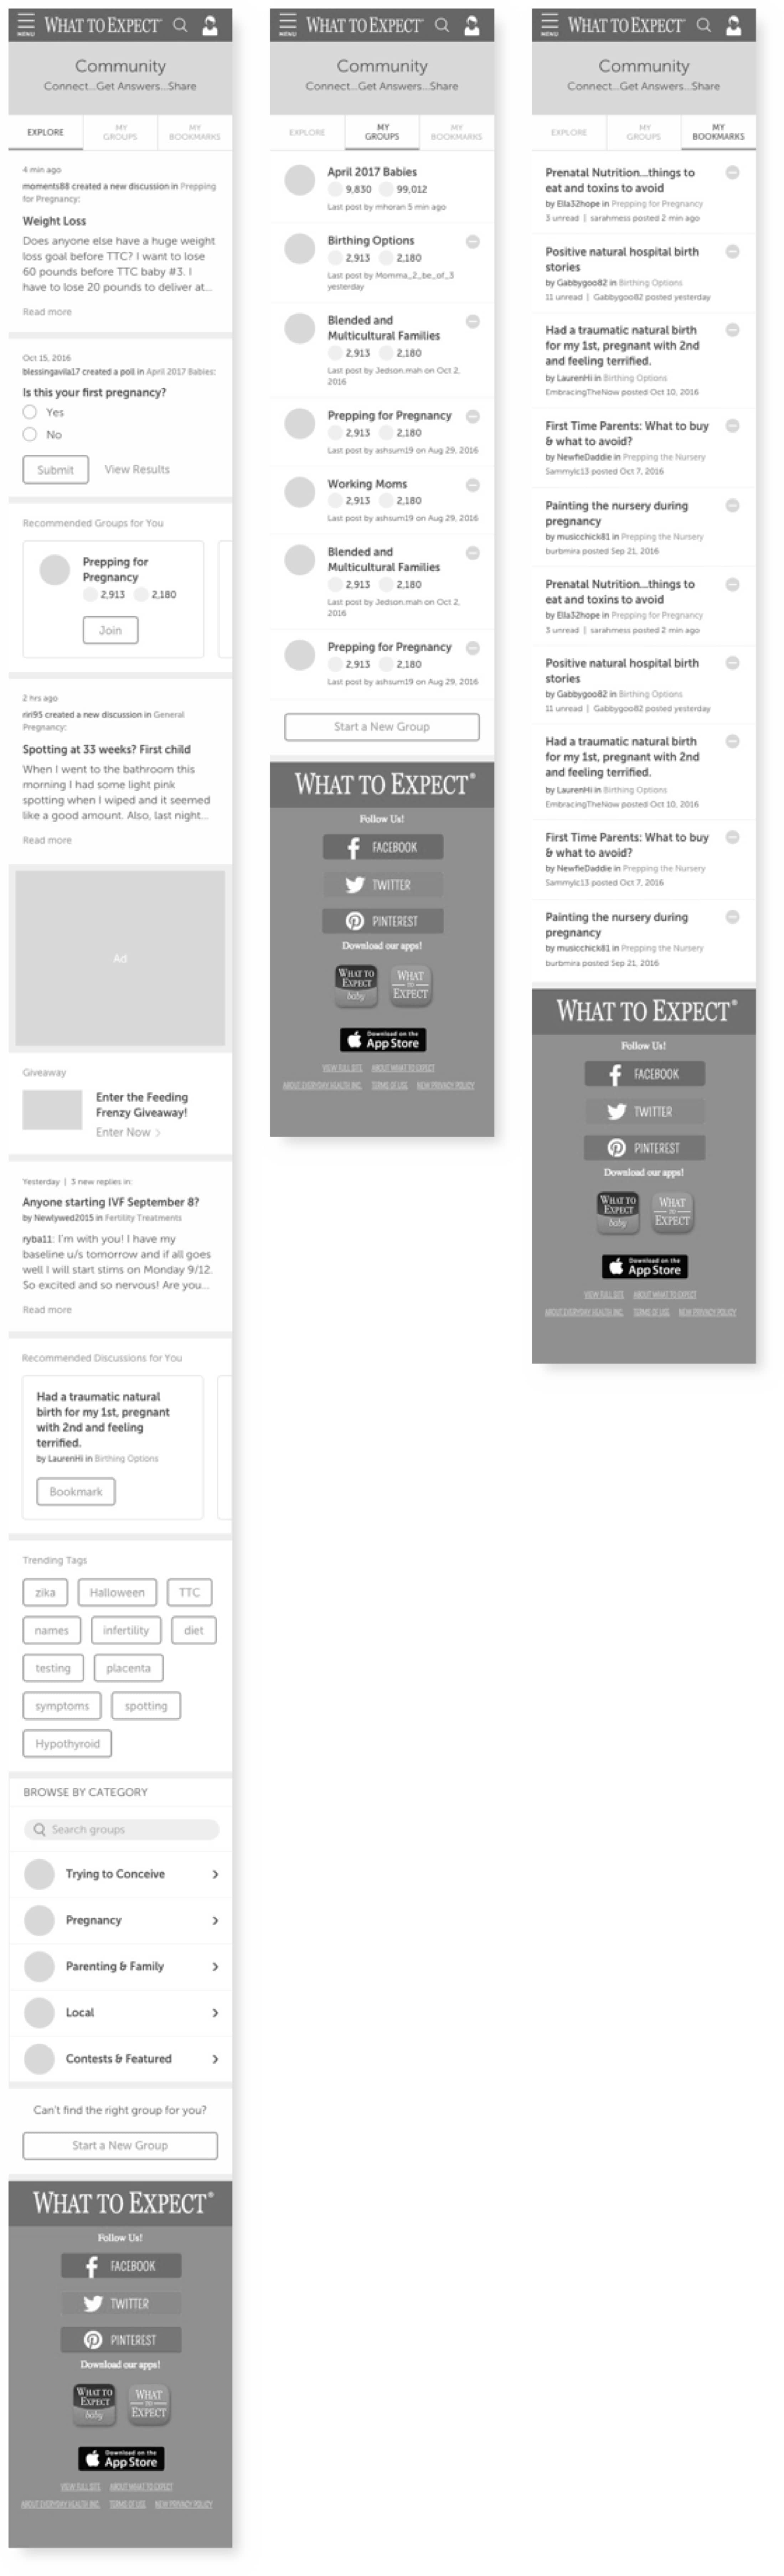 MENU
WHAT TO EXPECT
Community
Connect...Get Answers...Share
EXPLORE
MY
GROUPS
MY
BOOKMARKS
4 min ago
moments88 created a new discussion in Prepping
for Pregnancy:
Weight Loss
Does anyone else have a huge weight
loss goal before TTC? I want to lose
60 pounds before TTC baby #3. I
have to lose 20 pounds to deliver at...
Read more
Oct 15, 2016
blessingavila17 created a poll in April 2017 Babies:
Is this your first pregnancy?
Yes
No
Submit
View Results
Recommended Groups for You
Prepping for
Pregnancy
2,913 2,180
Join
2 hrs ago
riri95 created a new discussion in General
Pregnancy:
Spotting at 33 weeks? First child
When I went to the bathroom this
morning I had some light pink
spotting when I wiped and it seemed
like a good amount. Also, last night...
Read more
Ad
Giveaway
Enter the Feeding
Frenzy Giveaway!
Enter Now >
Yesterday | 3 new replies in:
Anyone starting IVF September 8?
by Newlywed2015 in Fertility Treatments
ryba11: I'm with you! I have my
baseline u/s tomorrow and if all goes
well I will start stims on Monday 9/12.
So excited and so nervous! Are you...
Read more
Recommended Discussions for You
Had a traumatic natural
birth for my 1st, pregnant
with 2nd and feeling
terrified.
by LaurenHi in Birthing Options
Bookmark
Trending Tags
zika Halloween TTC
names infertility diet
testing placenta
symptoms spotting
Hypothyroid
BROWSE BY CATEGORY
Search groups
Trying to Conceive
Pregnancy
Parenting & Family
Local
Contests & Featured
Can't find the right group for you?
Start a New Group
WHAT TO EXPECT®
Follow Us!
FACEBOOK
TWITTER
PINTEREST
Download our apps!
WHAT TO
EXPECT
baby
WHAT
TO
EXPECT
Download on the
App Store
VIEW FULL SITE ABOUT WHAT TO EXPECT
ABOUT EVERYDAY HEALTH INC. TERMS OF USE NEW PRIVACY POLICY
MENU
WHAT TO EXPECT
Community
Connect...Get Answers...Share
EXPLORE
MY
GROUPS
MY
BOOKMARKS
April 2017 Babies
9,830 99,012
Last post by mhoran 5 min ago
Birthing Options
2,913 2,180
Last post by Momma_2_be_of_3
yesterday
Blended and
Multicultural Families
2,913 2,180
Last post by Jedson.mah on Oct 2,
2016
Prepping for Pregnancy
2,913 2,180
Last post by ashsum19 on Aug 29, 2016
Working Moms
2,913 2,180
Last post by ashsum19 on Aug 29, 2016
Blended and
Multicultural Families
2,913 2,180
Last post by Jedson.mah on Oct 2,
2016
Prepping for Pregnancy
2,913 2,180
Last post by ashsum19 on Aug 29, 2016
Start a New Group
WHAT TO EXPECT®
Follow Us!
FACEBOOK
TWITTER
PINTEREST
Download our apps!
WHAT TO
EXPECT
baby
WHAT
TO
EXPECT
Download on the
App Store
VIEW FULL SITE ABOUT WHAT TO EXPECT
ABOUT EVERYDAY HEALTH INC. TERMS OF USE NEW PRIVACY POLICY
MENU
WHAT TO EXPECT
Community
Connect...Get Answers...Share
EXPLORE
MY
GROUPS
MY
BOOKMARKS
Prenatal Nutrition...things to
eat and toxins to avoid
by Ella32hope in Prepping for Pregnancy
3 unread | sarahmess posted 2 min ago
Positive natural hospital birth
stories
by Gabbygoo82 in Birthing Options
11 unread | Gabbygoo82 posted yesterday
Had a traumatic natural birth
for my 1st, pregnant with 2nd
and feeling terrified.
by LaurenHi in Birthing Options
EmbracingTheNow posted Oct 10, 2016
First Time Parents: What to buy
& what to avoid?
by NewfieDaddie in Prepping the Nursery
Sammyic13 posted Oct 7, 2016
Painting the nursery during
pregnancy
by musicchick81 in Prepping the Nursery
burbmira posted Sep 21, 2016
Prenatal Nutrition...things to
eat and toxins to avoid
by Ella32hope in Prepping for Pregnancy
3 unread | sarahmess posted 2 min ago
Positive natural hospital birth
stories
by Gabbygoo82 in Birthing Options
11 unread | Gabbygoo82 posted yesterday
Had a traumatic natural birth
for my 1st, pregnant with 2nd
and feeling terrified.
by LaurenHi in Birthing Options
EmbracingTheNow posted Oct 10, 2016
First Time Parents: What to buy
& what to avoid?
by NewfieDaddie in Prepping the Nursery
Sammyic13 posted Oct 7, 2016
Painting the nursery during
pregnancy
by musicchick81 in Prepping the Nursery
burbmira posted Sep 21, 2016
WHAT TO EXPECT®
Follow Us!
FACEBOOK
TWITTER
PINTEREST
Download our apps!
WHAT TO
EXPECT
baby
WHAT
TO
EXPECT
Download on the
App Store
VIEW FULL SITE ABOUT WHAT TO EXPECT
ABOUT EVERYDAY HEALTH INC. TERMS OF USE NEW PRIVACY POLICY